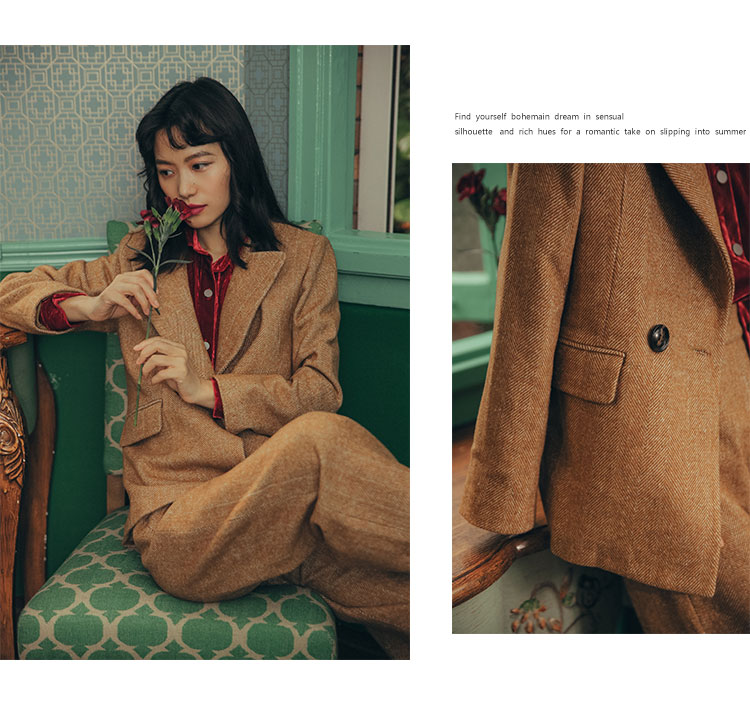 Find yourself bohemain dream in sensual
silhouette and rich hues for a romantic take on slipping into summer